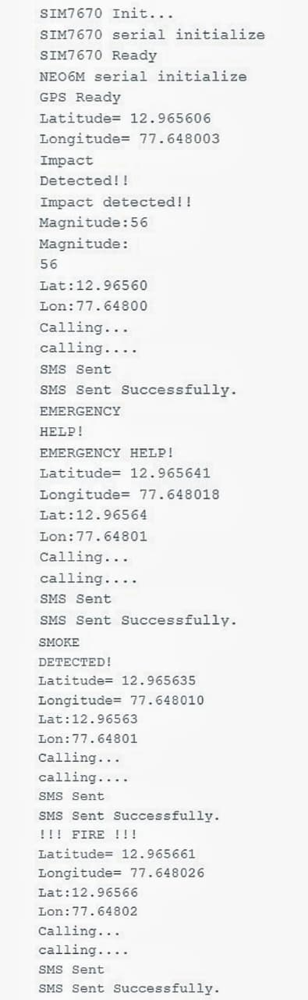 SIM7670 Init...
SIM7670 serial initialize
SIM7670 Ready
NEO6M serial initialize
GPS Ready
Latitude= 12.965606
Longitude= 77.648003
Impact
Detected!!
Impact detected!!
Magnitude:56
Magnitude:
56
Lat:12.96560
Lon:77.64800
Calling...
calling....
SMS Sent
SMS Sent Successfully.
EMERGENCY
HELP!
EMERGENCY HELP!
Latitude= 12.965641
Longitude= 77.648018
Lat:12.96564
Lon:77.64801
Calling...
calling....
SMS Sent
SMS Sent Successfully.
SMOKE
DETECTED!
Latitude= 12.965635
Longitude= 77.648010
Lat:12.96563
Lon:77.64801
Calling...
calling....
SMS Sent
SMS Sent Successfully.
!!! FIRE !!!
Latitude= 12.965661
Longitude= 77.648026
Lat:12.96566
Lon:77.64802
Calling...
calling....
SMS Sent
SMS Sent Successfully.